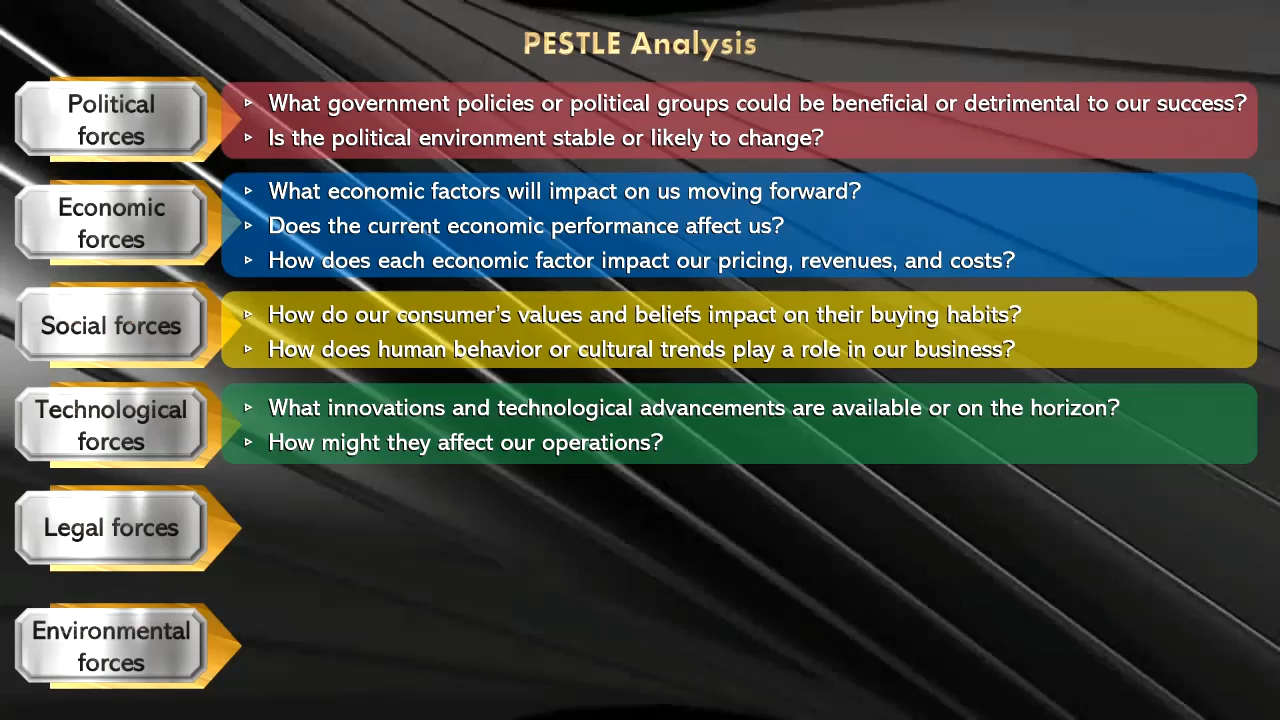 PESTLE Analysis
Political
forces
▹ What government policies or political groups could be beneficial or detrimental to our success?
▹ Is the political environment stable or likely to change?
Economic
forces
▹ What economic factors will impact on us moving forward?
▹ Does the current economic performance affect us?
▹ How does each economic factor impact our pricing, revenues, and costs?
Social forces
▹ How do our consumer’s values and beliefs impact on their buying habits?
▹ How does human behavior or cultural trends play a role in our business?
Technological
forces
▹ What innovations and technological advancements are available or on the horizon?
▹ How might they affect our operations?
Legal forces
Environmental
forces